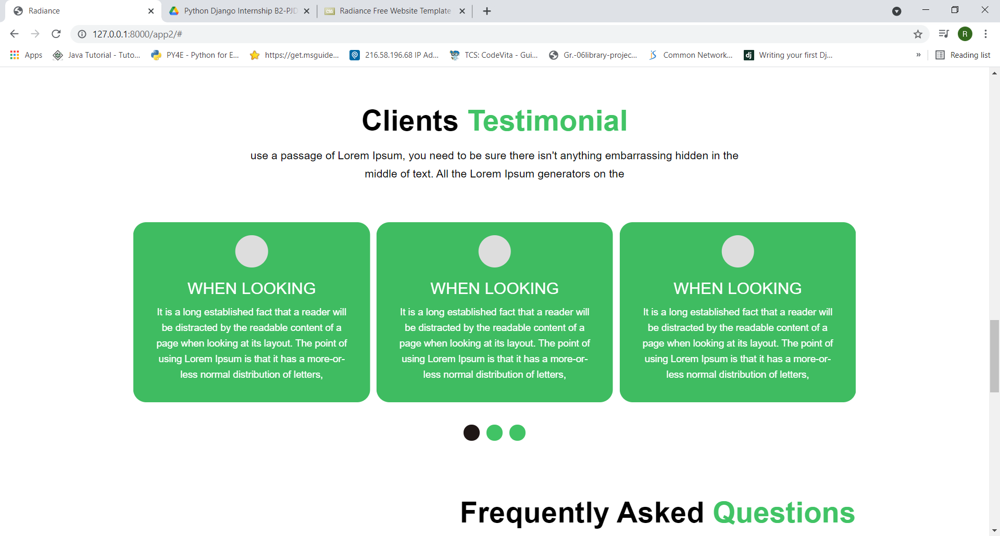 Radiance
Python Django Internship B2-PJD
Radiance Free Website Template
127.0.0.1:8000/app2/#
R
Apps
Java Tutorial - Tuto...
PY4E - Python for E...
https://get.msguide...
216.58.196.68 IP Ad...
TCS: CodeVita - Gui...
Gr.-06library-projec...
Common Network...
dj
Writing your first Dj...
»
Reading list
Clients Testimonial
use a passage of Lorem Ipsum, you need to be sure there isn't anything embarrassing hidden in the
middle of text. All the Lorem Ipsum generators on the
WHEN LOOKING
It is a long established fact that a reader will
be distracted by the readable content of a
page when looking at its layout. The point of
using Lorem Ipsum is that it has a more-or-
less normal distribution of letters,
WHEN LOOKING
It is a long established fact that a reader will
be distracted by the readable content of a
page when looking at its layout. The point of
using Lorem Ipsum is that it has a more-or-
less normal distribution of letters,
WHEN LOOKING
It is a long established fact that a reader will
be distracted by the readable content of a
page when looking at its layout. The point of
using Lorem Ipsum is that it has a more-or-
less normal distribution of letters,
Frequently Asked Questions